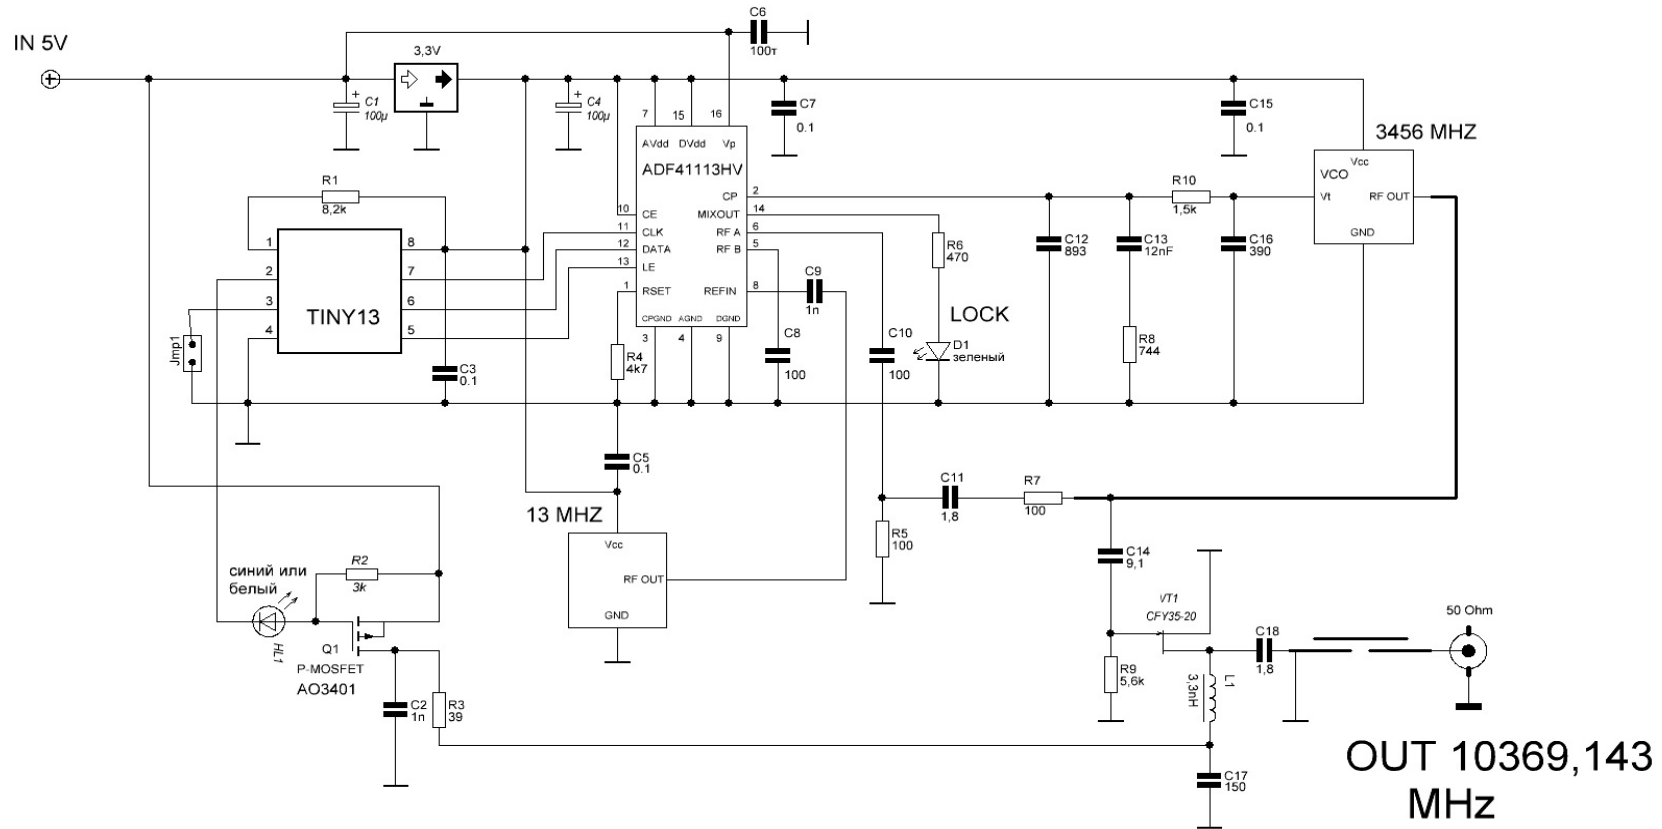 IN 5V
C6
100т
3,3V
C1
100µ
C4
100µ
7
15
16
C7
0.1
C15
0.1
3456 MHZ
AVdd
DVdd
Vp
ADF41113HV
CP
2
MIXOUT
14
RF A
6
RF B
5
REFIN
8
10
CE
11
CLK
12
DATA
13
LE
1
RSET
CPGND
AGND
DGND
3
4
9
Vcc
VCO
Vt
RF OUT
GND
R1
8,2k
1
2
3
4
8
7
6
5
TINY13
Jmp1
C3
0.1
R4
4k7
R6
470
C9
1n
C8
100
C10
100
LOCK
D1
зеленый
R10
1,5k
C12
893
C13
12nF
C16
390
R8
744
C5
0.1
13 MHZ
Vcc
RF OUT
GND
C11
1,8
R7
100
R5
100
C14
9,1
VT1
CFY35-20
R9
5,6k
C18
1,8
50 Ohm
L1
3,3nH
C17
150
синий или
белый
HL1
R2
3k
Q1
P-MOSFET
AO3401
C2
1n
R3
39
OUT 10369,143
MHz